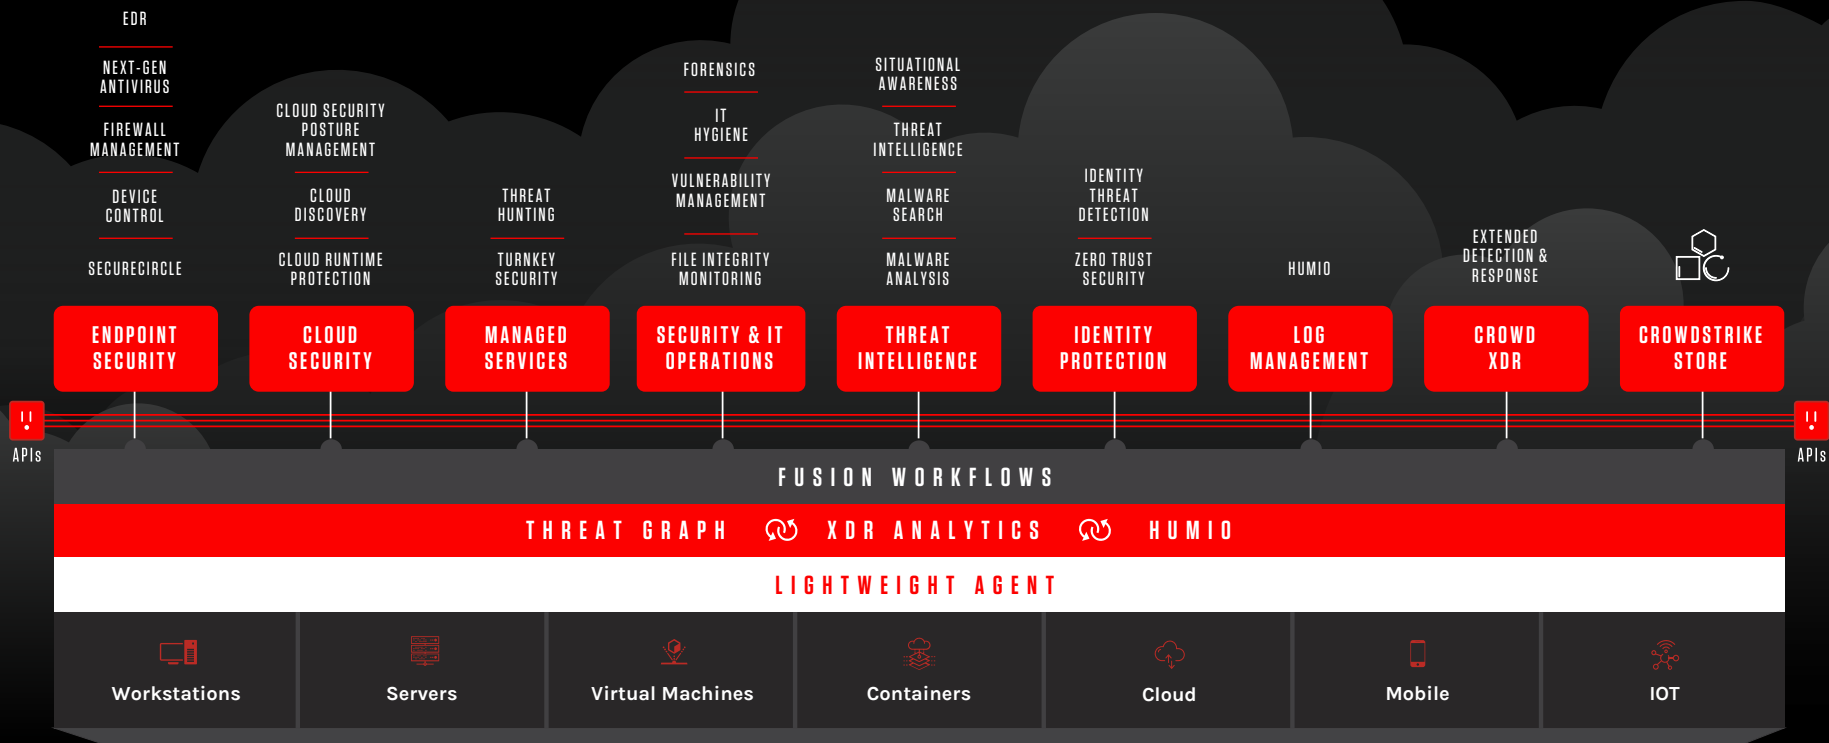 EDR
NEXT-GEN
ANTIVIRUS
FIREWALL
MANAGEMENT
DEVICE
CONTROL
SECURECIRCLE
ENDPOINT
SECURITY
CLOUD SECURITY
POSTURE
MANAGEMENT
CLOUD
DISCOVERY
CLOUD RUNTIME
PROTECTION
CLOUD
SECURITY
THREAT
HUNTING
TURNKEY
SECURITY
MANAGED
SERVICES
FORENSICS
IT
HYGIENE
VULNERABILITY
MANAGEMENT
FILE INTEGRITY
MONITORING
SECURITY & IT
OPERATIONS
SITUATIONAL
AWARENESS
THREAT
INTELLIGENCE
MALWARE
SEARCH
MALWARE
ANALYSIS
THREAT
INTELLIGENCE
IDENTITY
THREAT
DETECTION
ZERO TRUST
SECURITY
IDENTITY
PROTECTION
HUMIO
LOG
MANAGEMENT
EXTENDED
DETECTION &
RESPONSE
CROWD
XDR
CROWDSTRIKE
STORE
APIs
APIs
FUSION WORKFLOWS
THREAT GRAPH XDR ANALYTICS HUMIO
LIGHTWEIGHT AGENT
Workstations
Servers
Virtual Machines
Containers
Cloud
Mobile
IOT